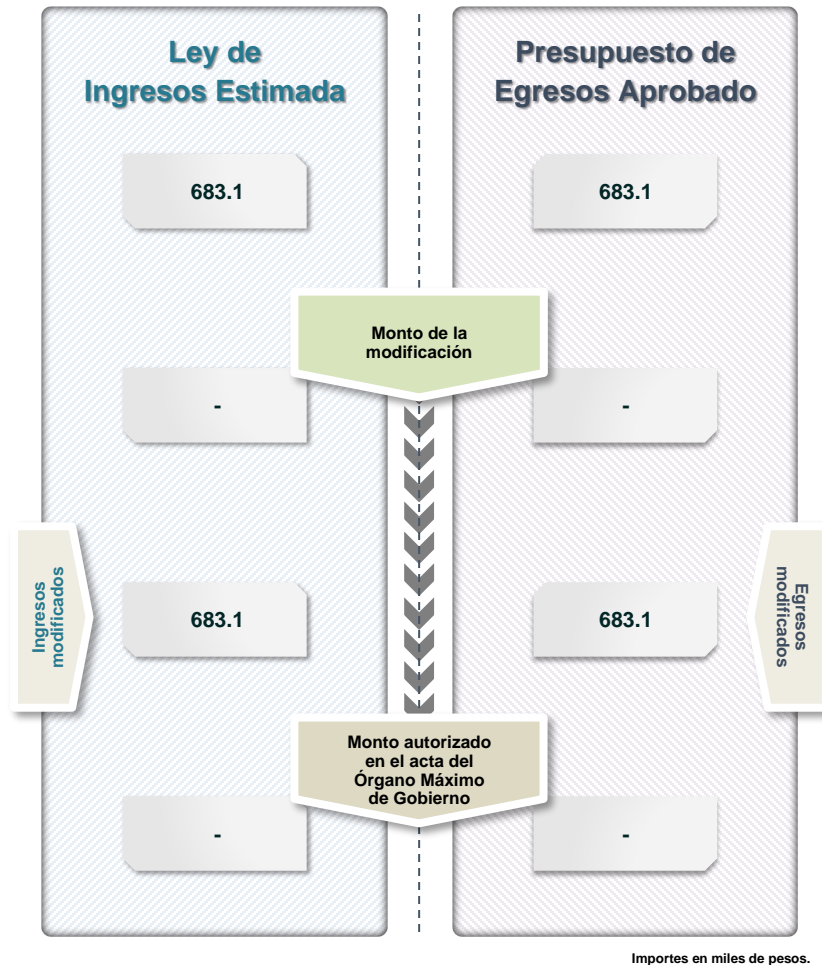 Ley de
Ingresos Estimada
Presupuesto de
Egresos Aprobado
683.1
683.1
Monto de la
modificación
-
-
Ingresos
modificados
683.1
683.1
Egresos
modificados
Monto autorizado
en el acta del
Órgano Máximo
de Gobierno
-
-
Importes en miles de pesos.